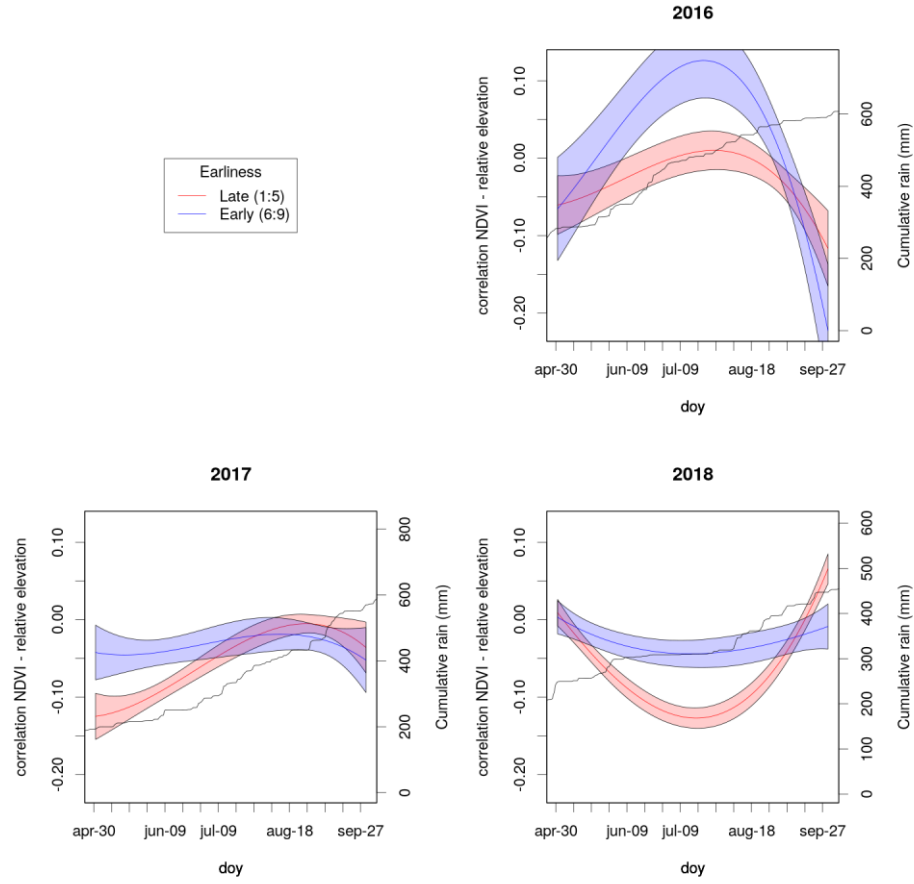 2016
Earliness
Late (1:5)
Early (6:9)
correlation NDVI - relative elevation
0.10
0.00
-0.10
-0.20
apr-30 jun-09 jul-09 aug-18 sep-27
doy
600
400
200
0
Cumulative rain (mm)
2017
correlation NDVI - relative elevation
0.10
0.00
-0.10
-0.20
apr-30 jun-09 jul-09 aug-18 sep-27
doy
800
600
400
200
0
Cumulative rain (mm)
2018
correlation NDVI - relative elevation
0.10
0.00
-0.10
-0.20
apr-30 jun-09 jul-09 aug-18 sep-27
doy
600
500
400
300
200
100
0
Cumulative rain (mm)